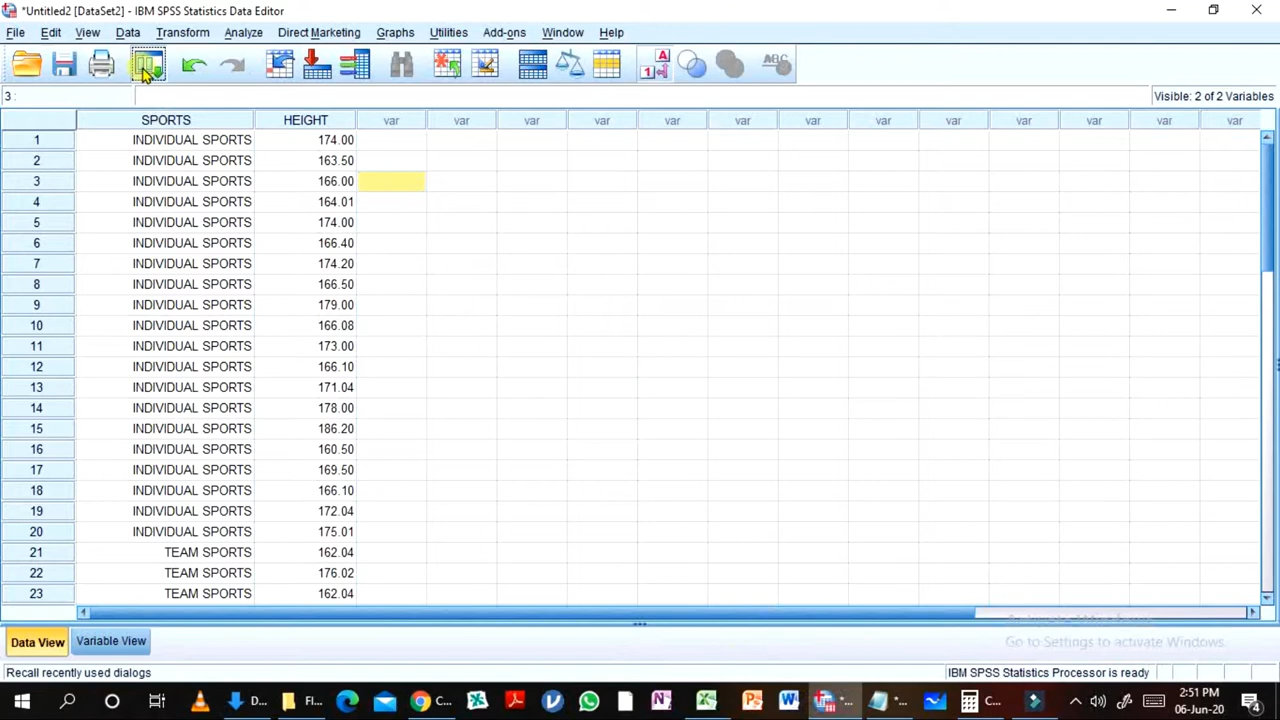 *Untitled2 [DataSet2] - IBM SPSS Statistics Data Editor
File Edit View Data Transform Analyze Direct Marketing Graphs Utilities Add-ons Window Help
3 :
Visible: 2 of 2 Variables
SPORTS HEIGHT var var var var var var var var var var var var var
1 INDIVIDUAL SPORTS 174.00
2 INDIVIDUAL SPORTS 163.50
3 INDIVIDUAL SPORTS 166.00
4 INDIVIDUAL SPORTS 164.01
5 INDIVIDUAL SPORTS 174.00
6 INDIVIDUAL SPORTS 166.40
7 INDIVIDUAL SPORTS 174.20
8 INDIVIDUAL SPORTS 166.50
9 INDIVIDUAL SPORTS 179.00
10 INDIVIDUAL SPORTS 166.08
11 INDIVIDUAL SPORTS 173.00
12 INDIVIDUAL SPORTS 166.10
13 INDIVIDUAL SPORTS 171.04
14 INDIVIDUAL SPORTS 178.00
15 INDIVIDUAL SPORTS 186.20
16 INDIVIDUAL SPORTS 160.50
17 INDIVIDUAL SPORTS 169.50
18 INDIVIDUAL SPORTS 166.10
19 INDIVIDUAL SPORTS 172.04
20 INDIVIDUAL SPORTS 175.01
21 TEAM SPORTS 162.04
22 TEAM SPORTS 176.02
23 TEAM SPORTS 162.04
Data View Variable View
Go to Settings to activate Windows.
Recall recently used dialogs
IBM SPSS Statistics Processor is ready
D... Fl... C... *... *... C...
2:51 PM
06-Jun-20
4